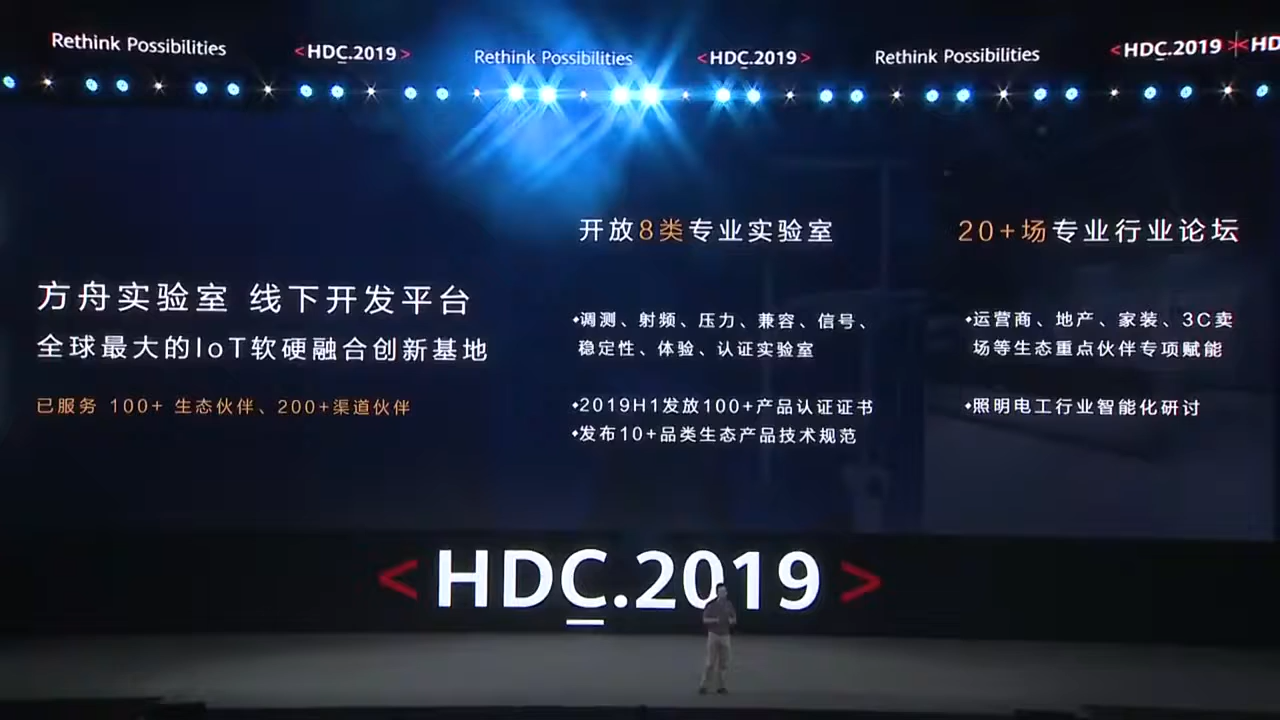 Rethink Possibilities <HDC.2019> Rethink Possibilities <HDC.2019> Rethink Possibilities <HDC.2019> <HD
方舟实验室 线下开发平台
全球最大的IoT软硬融合创新基地
已服务 100+ 生态伙伴、200+渠道伙伴
开放8类专业实验室
•调测、射频、压力、兼容、信号、
稳定性、体验、认证实验室
•2019H1发放100+产品认证证书
•发布10+品类生态产品技术规范
20+场专业行业论坛
•运营商、地产、家装、3C卖
场等生态重点伙伴专项赋能
•照明电工行业智能化研讨
<HDC.2019>